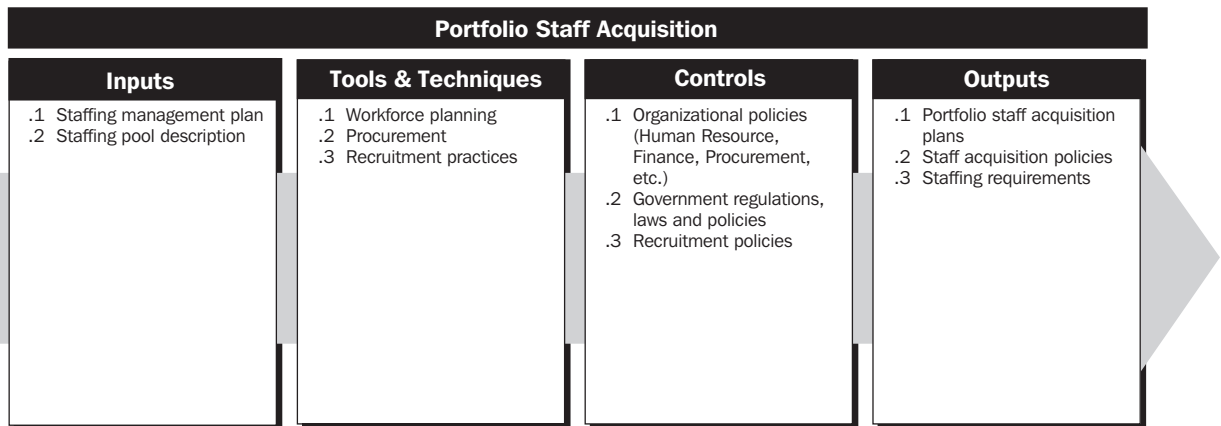 Portfolio Staff Acquisition
Inputs
.1 Staffing management plan
.2 Staffing pool description
Tools & Techniques
.1 Workforce planning
.2 Procurement
.3 Recruitment practices
Controls
.1 Organizational policies
(Human Resource,
Finance, Procurement,
etc.)
.2 Government regulations,
laws and policies
.3 Recruitment policies
Outputs
.1 Portfolio staff acquisition
plans
.2 Staff acquisition policies
.3 Staffing requirements